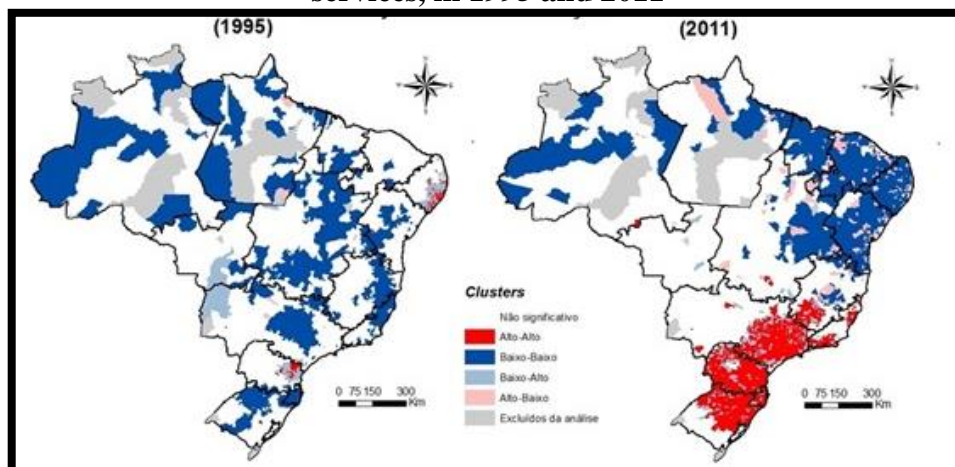 services, in 1995 and 2011
(1995)
(2011)
Clusters
Não significativo
Alto-Alto
Baixo-Baixo
Baixo-Alto
Alto-Baixo
Excluídos da análise
0 75 150 300
Km
0 75 150 300
Km